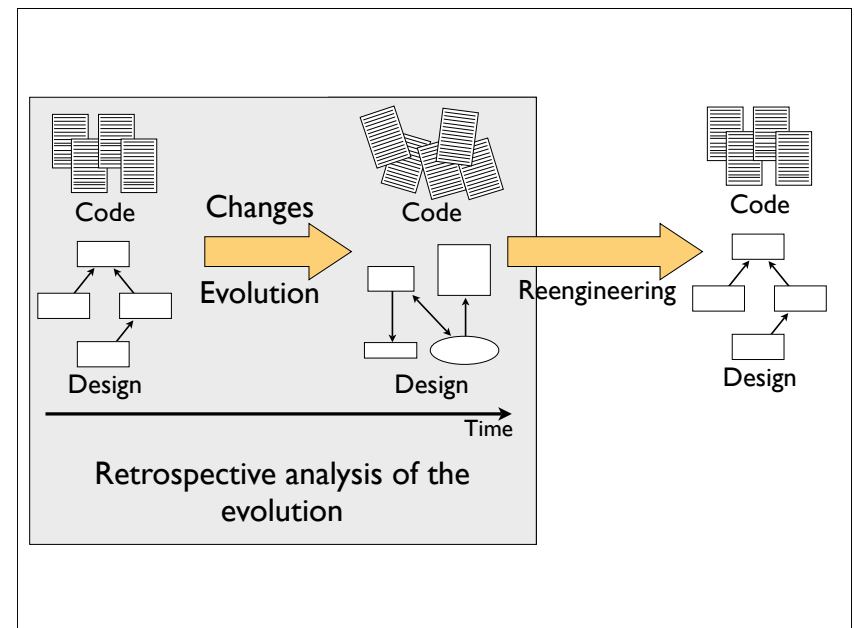 Code
Changes
Code
Code
Evolution
Reengineering
Design
Design
Design
Time
Retrospective analysis of the
evolution